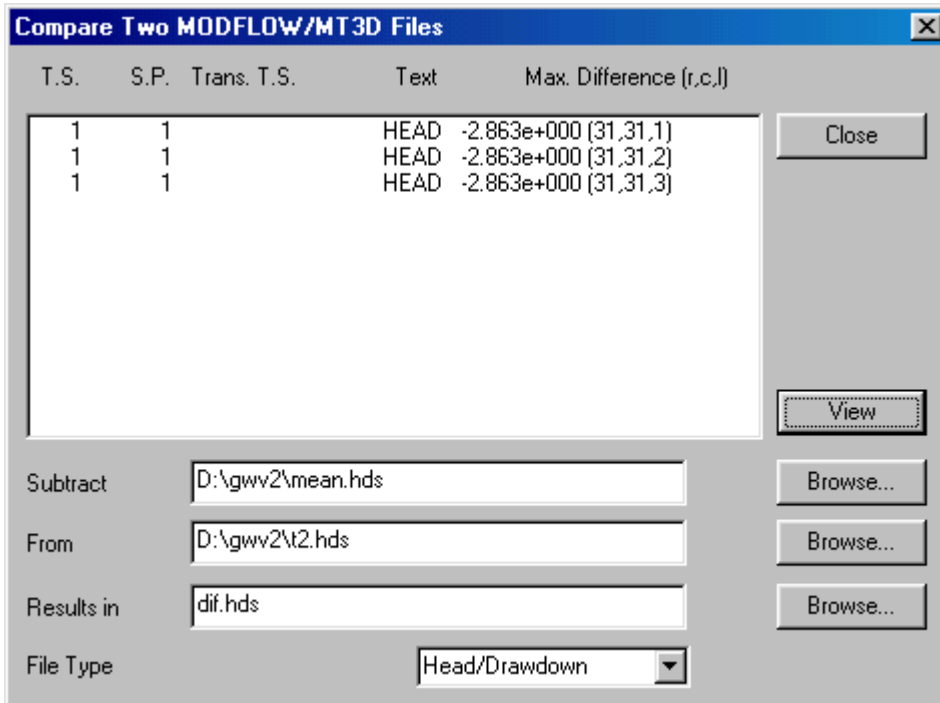 Compare Two MODFLOW/MT3D Files
T.S. S.P. Trans. T.S. Text Max. Difference (r,c,l)
1 1 HEAD -2.863e+000 (31,31,1)
1 1 HEAD -2.863e+000 (31,31,2)
1 1 HEAD -2.863e+000 (31,31,3)
Close
View
Subtract D:\gwv2\mean.hds Browse...
From D:\gwv2\t2.hds Browse...
Results in dif.hds Browse...
File Type Head/Drawdown